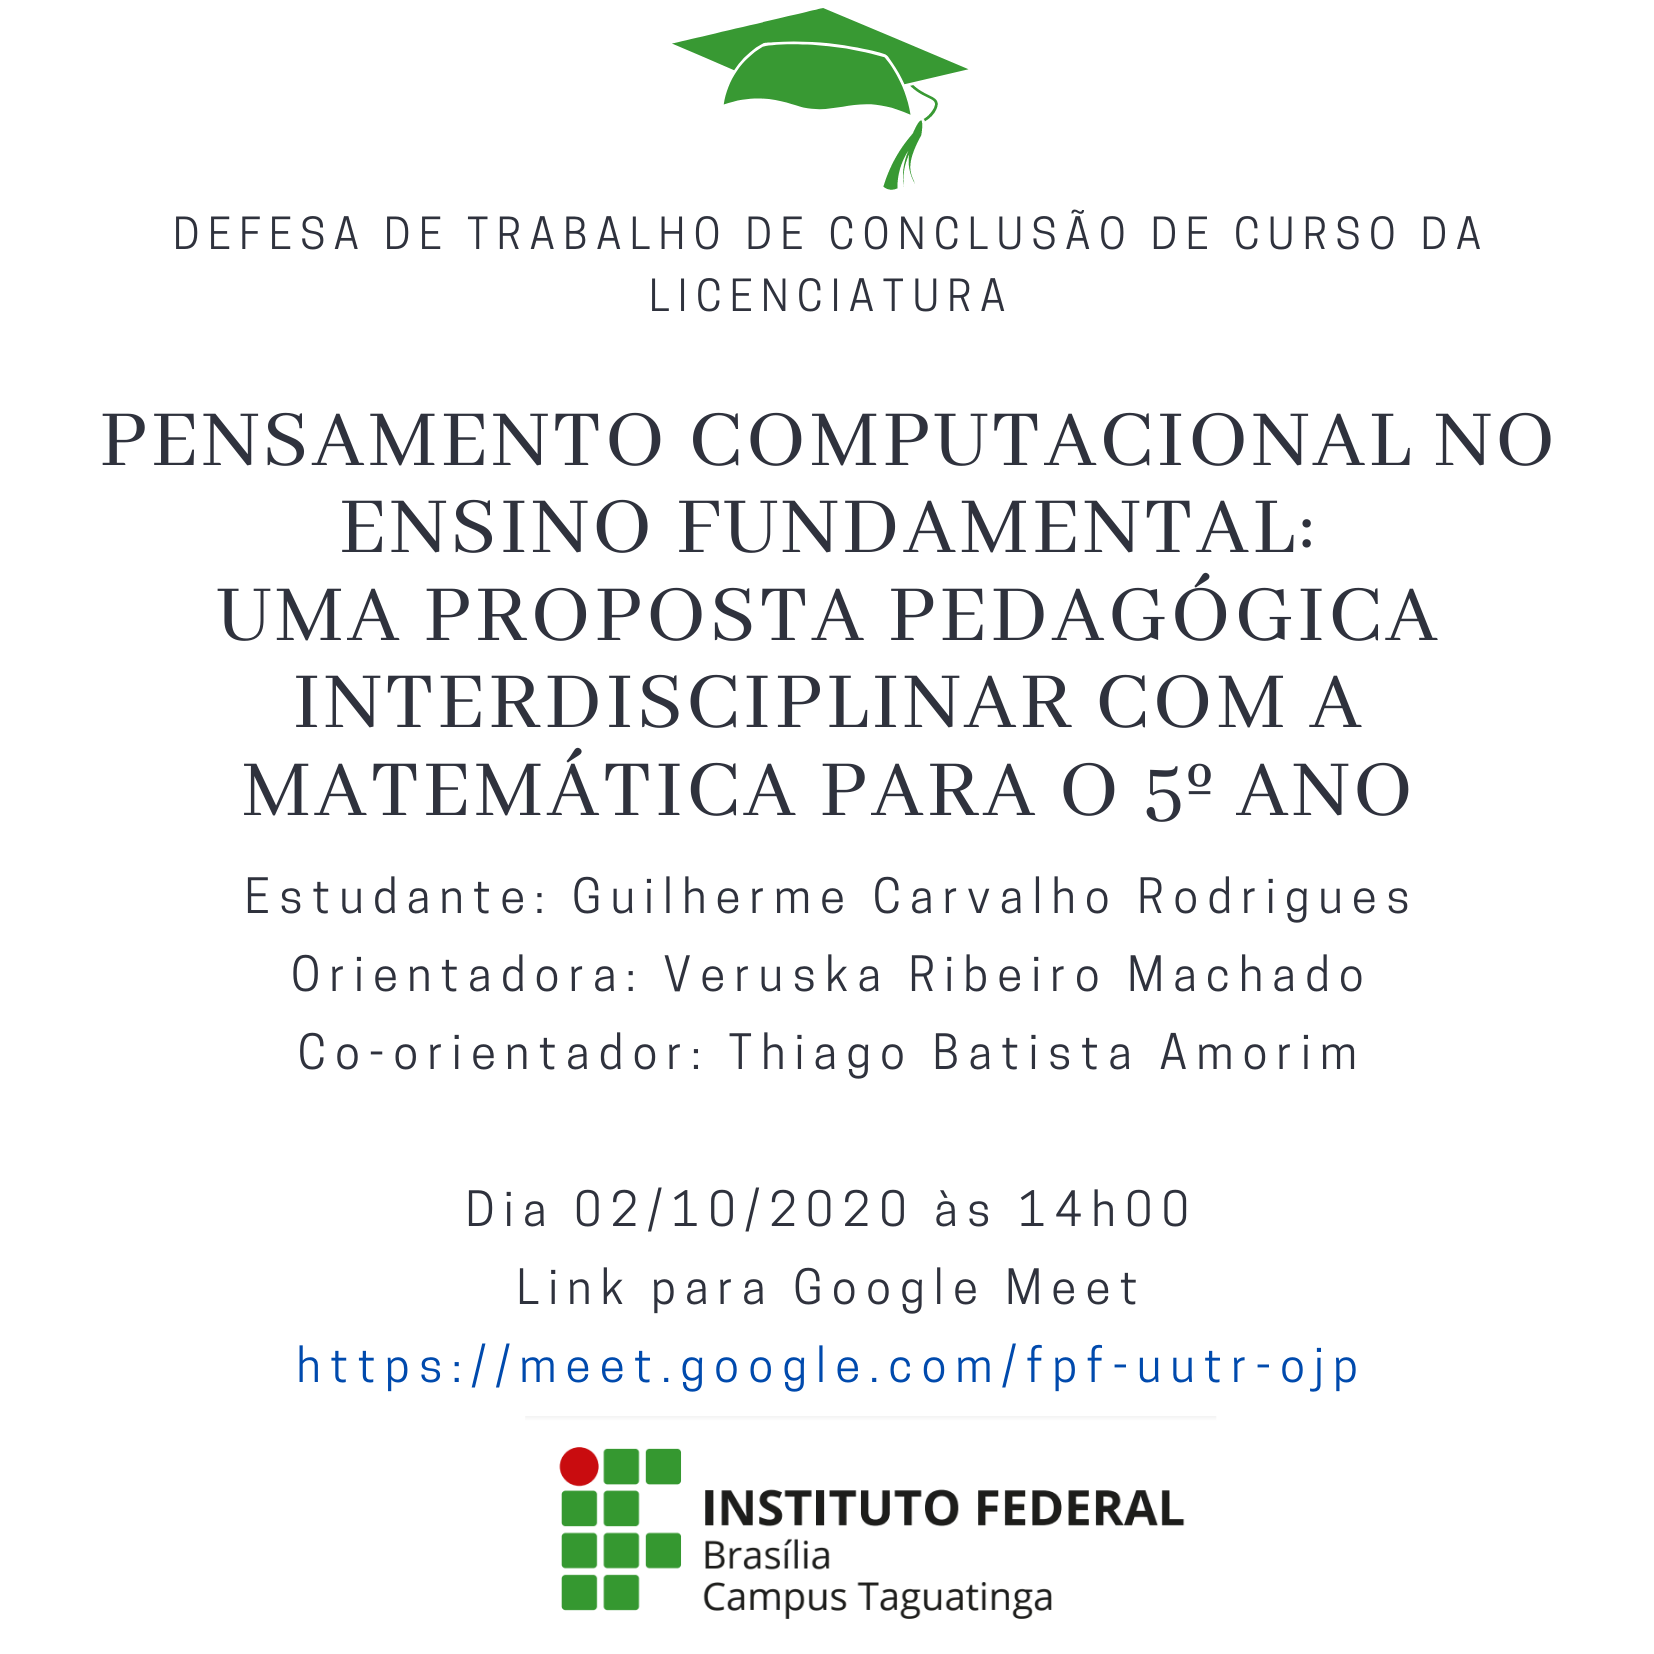 DEFESA DE TRABALHO DE CONCLUSÃO DE CURSO DA
LICENCIATURA
PENSAMENTO COMPUTACIONAL NO
ENSINO FUNDAMENTAL:
UMA PROPOSTA PEDAGÓGICA
INTERDISCIPLINAR COM A
MATEMÁTICA PARA O 5º ANO
Estudante: Guilherme Carvalho Rodrigues
Orientadora: Veruska Ribeiro Machado
Co-orientador: Thiago Batista Amorim
Dia 02/10/2020 às 14h00
Link para Google Meet
https://meet.google.com/fpf-uutr-ojp
INSTITUTO FEDERAL
Brasília
Campus Taguatinga